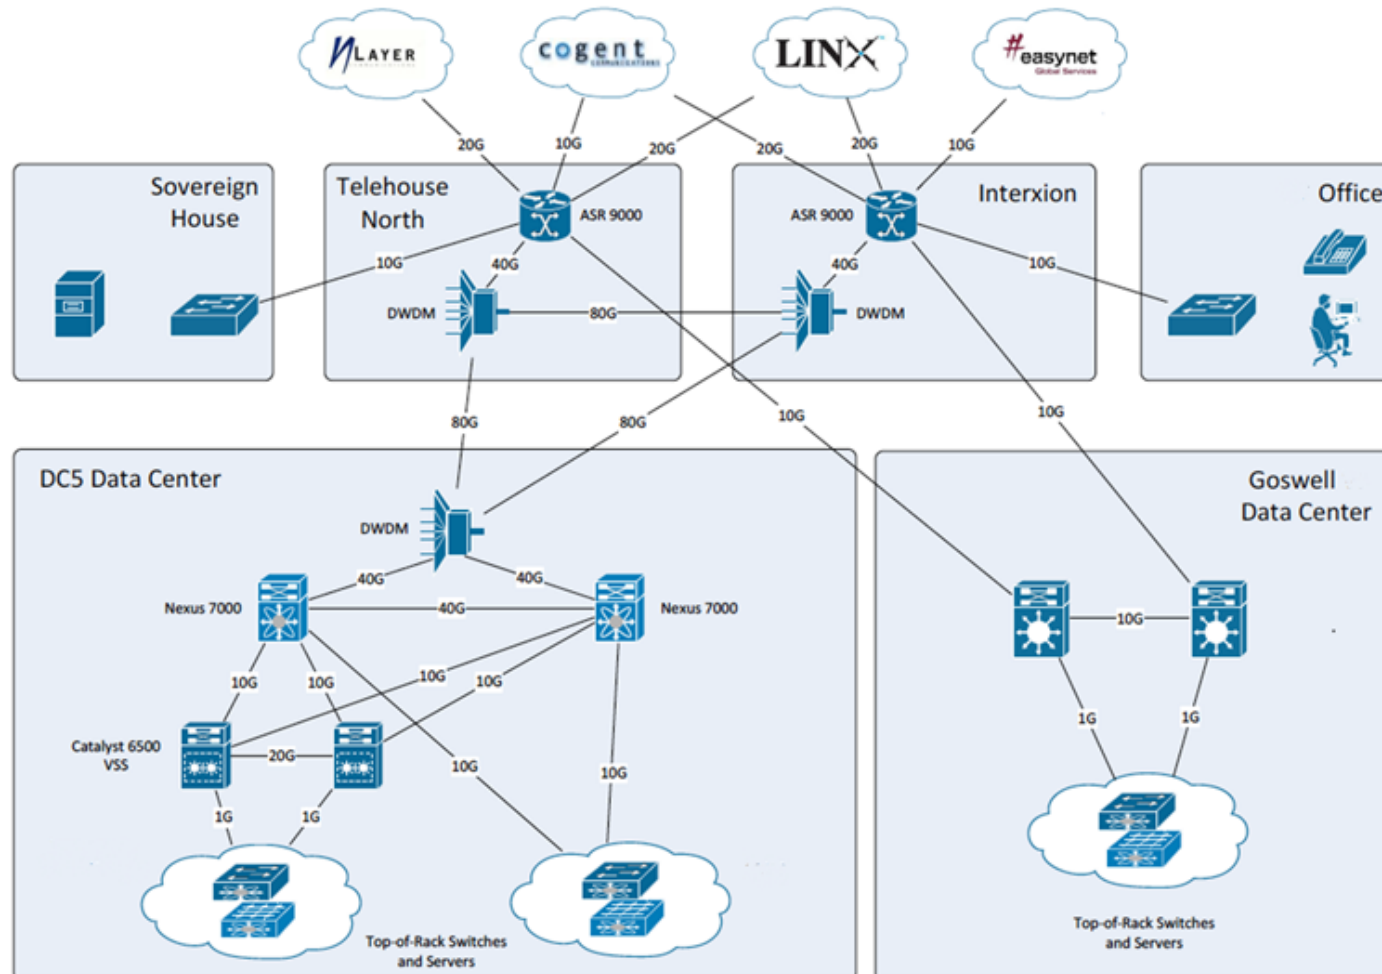 NLAYER
cogent
COMMUNICATIONS
LINX
#easynet
Global Services
20G
10G
20G
20G
20G
10G
Sovereign
House
Telehouse
North
ASR 9000
ASR 9000
Interxion
Office
10G
40G
40G
10G
DWDM
80G
DWDM
80G
80G
10G
10G
DC5 Data Center
Goswell
Data Center
DWDM
40G
40G
Nexus 7000
40G
Nexus 7000
10G
10G
10G
10G
10G
Catalyst 6500
VSS
20G
10G
10G
1G
1G
1G
1G
Top-of-Rack Switches
and Servers
Top-of-Rack Switches
and Servers